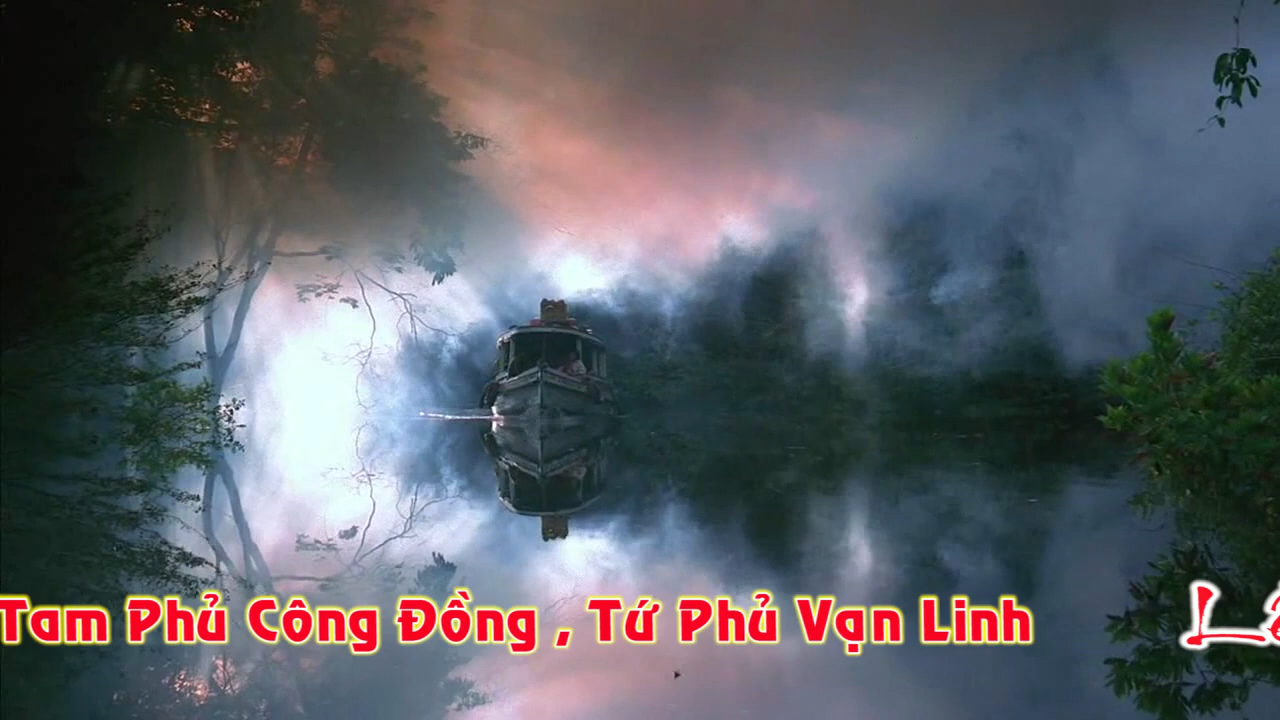 Tam Phủ Công Đồng , Tứ Phủ Vạn Linh